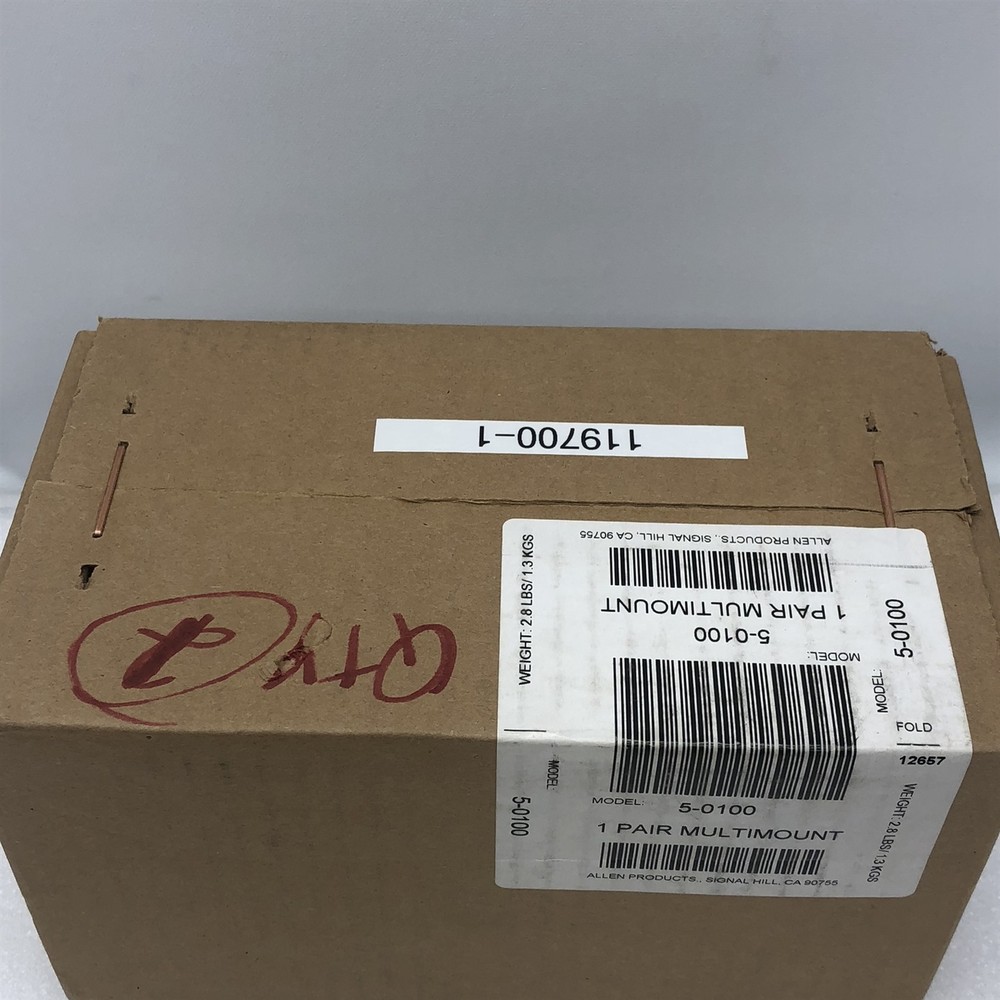 119700-1
Qty 2
ALLEN PRODUCTS., SIGNAL HILL, CA 90755
1 PAIR MULTIMOUNT
5-0100
MODEL:
WEIGHT: 2.8 LBS/1.3 KGS
MODEL: 5-0100
FOLD
12657
MODEL: 5-0100
MODEL: 5-0100
1 PAIR MULTIMOUNT
ALLEN PRODUCTS., SIGNAL HILL, CA 90755
WEIGHT: 2.8 LBS/1.3 KGS